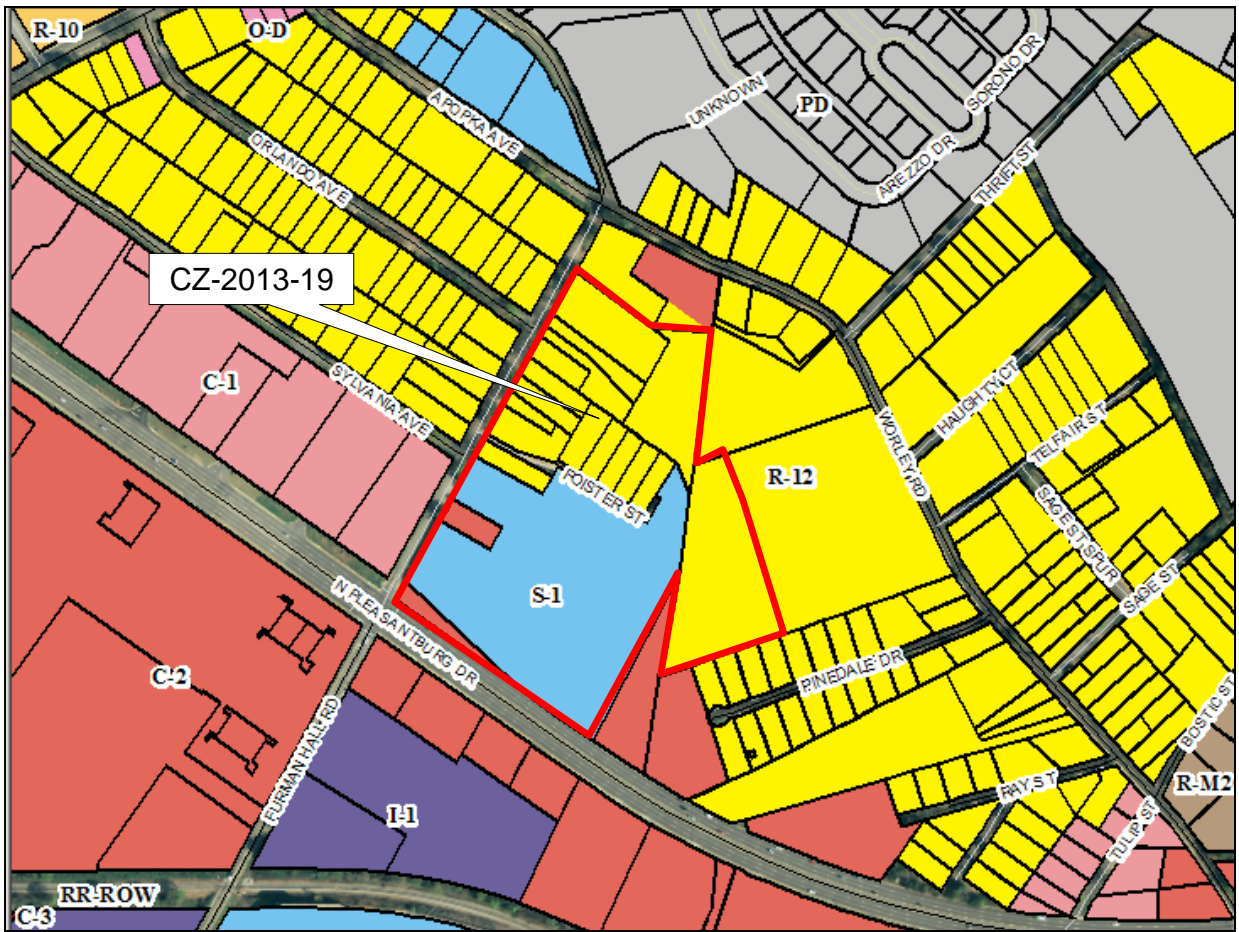 R-10
O-D
APOPKA AVE
UNKNOWN
PD
SORONO DR
AREZZO DR
THRIFT ST
ORLANDO AVE
CZ-2013-19
C-1
SYLVANIA AVE
HAUGHTY CT
TELFAIR ST
WORLEY RD
R-12
FOISTER ST
SAGE ST SPUR
SAGE ST
S-1
N PLEASANTBURG DR
PINEDALE DR
C-2
BOSTIC ST
FURMAN HALL RD
RAY ST
R-M2
I-1
TULIP ST
RR-ROW
C-3